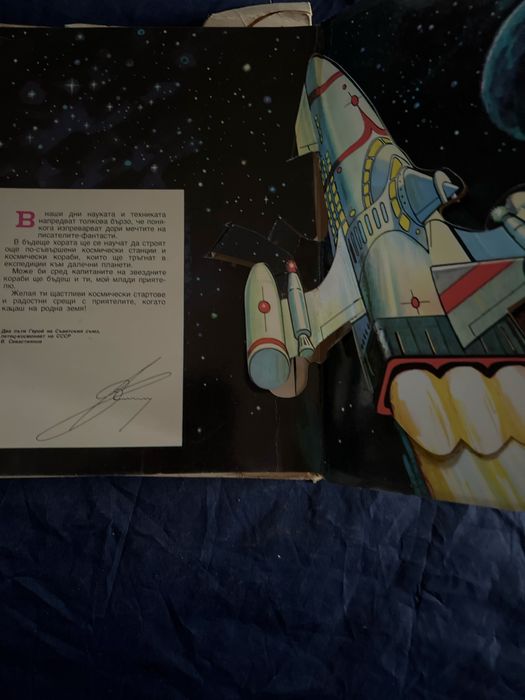 В наши дни науката и техниката
напредват толкова бързо, че поня-
кога изпреварват дори мечтите на
писателите-фантасти.
В бъдеще хората ще се научат да строят
още по-съвършени космически станции и
космически кораби, които ще тръгнат в
експедиции към далечни планети.
Може би сред капитаните на звездните
кораби ще бъдеш и ти, мой млади прияте-
лю.
Желая ти щастливи космически стартове
и радостни срещи с приятелите, когато
кацаш на родна земя!
Два пъти Герой на Съветския съюз,
летец-космонавт на СССР
В. Севастиянов